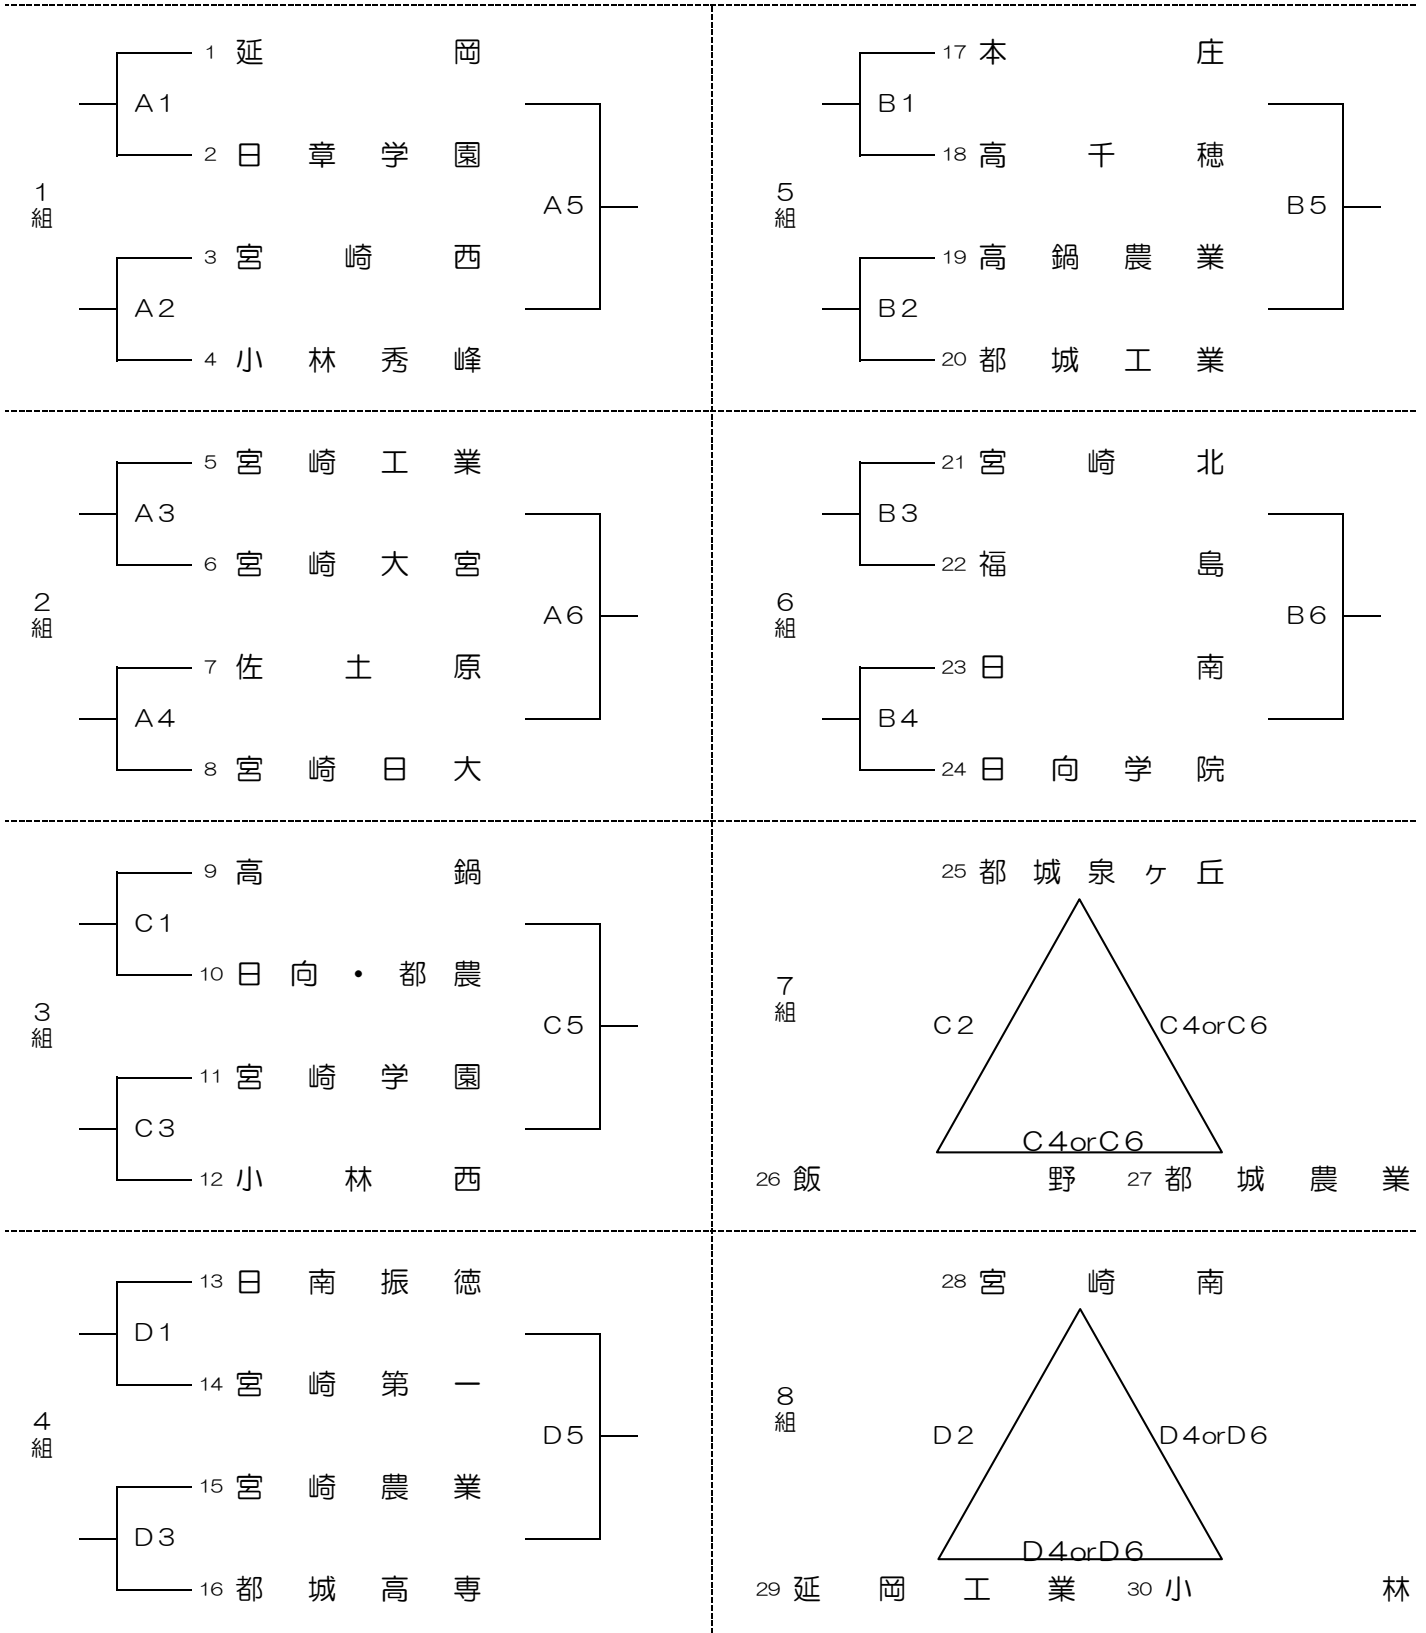 1 延岡
A1
2 日章学園
1組
A5
3 宮崎西
A2
4 小林秀峰
5 宮崎工業
A3
6 宮崎大宮
2組
A6
7 佐土原
A4
8 宮崎日大
9 高鍋
C1
10 日向・都農
3組
C5
11 宮崎学園
C3
12 小林西
13 日南振徳
D1
14 宮崎第一
4組
D5
15 宮崎農業
D3
16 都城高専
17 本庄
B1
18 高千穂
5組
B5
19 高鍋農業
B2
20 都城工業
21 宮崎北
B3
22 福島
6組
B6
23 日南
B4
24 日向学院
25 都城泉ヶ丘
7組
C2
C4orC6
C4orC6
26 飯野
27 都城農業
28 宮崎南
8組
D2
D4orD6
D4orD6
29 延岡工業
30 小林